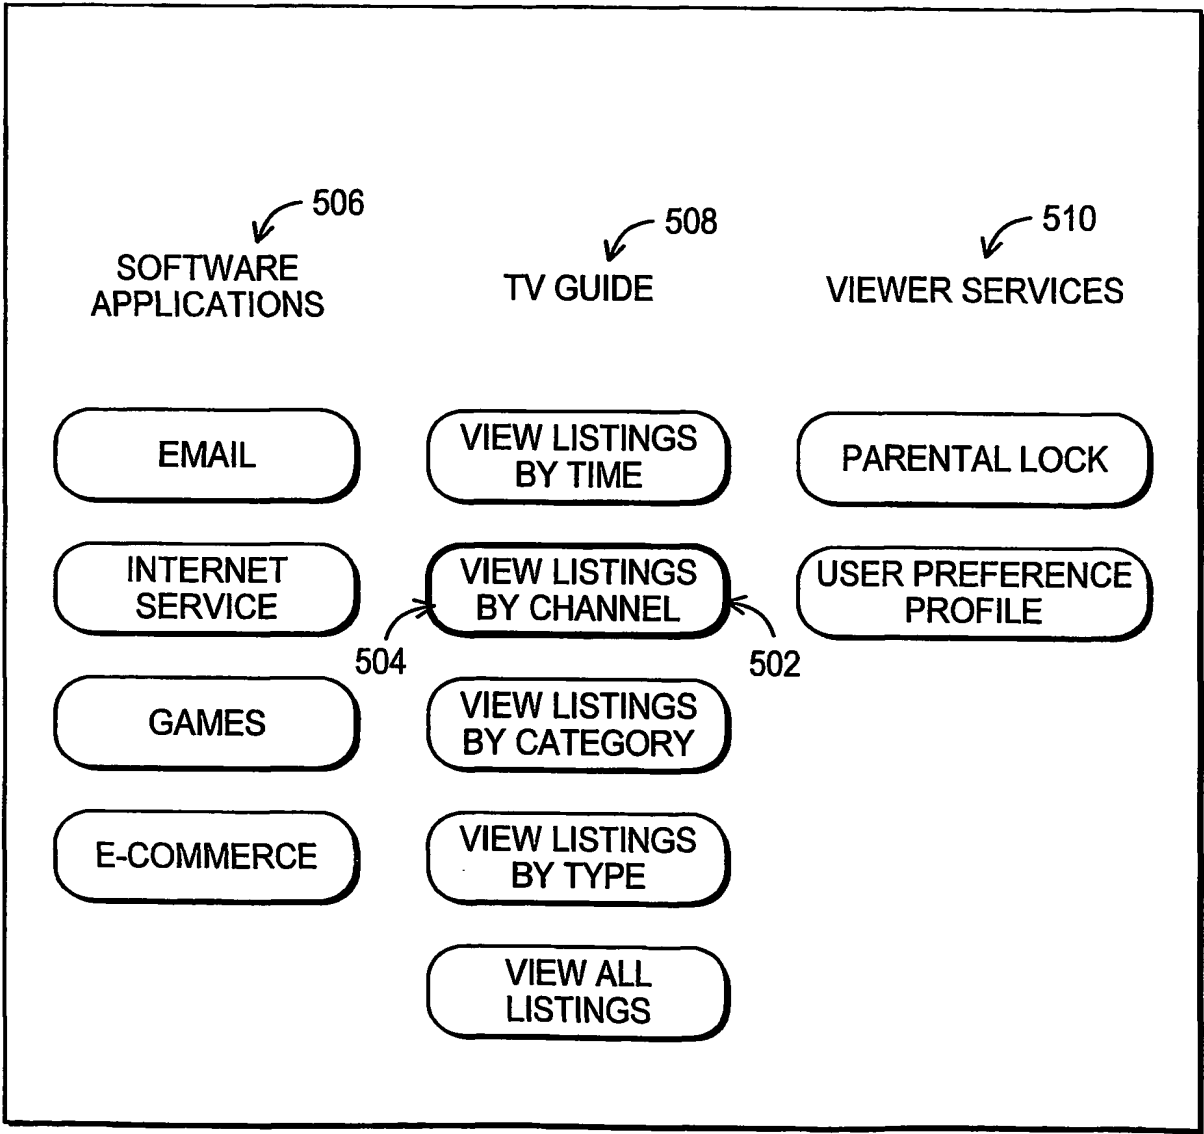 506
SOFTWARE
APPLICATIONS
508
TV GUIDE
510
VIEWER SERVICES
EMAIL
INTERNET
SERVICE
GAMES
E-COMMERCE
VIEW LISTINGS
BY TIME
VIEW LISTINGS
BY CHANNEL
504
502
VIEW LISTINGS
BY CATEGORY
VIEW LISTINGS
BY TYPE
VIEW ALL
LISTINGS
PARENTAL LOCK
USER PREFERENCE
PROFILE